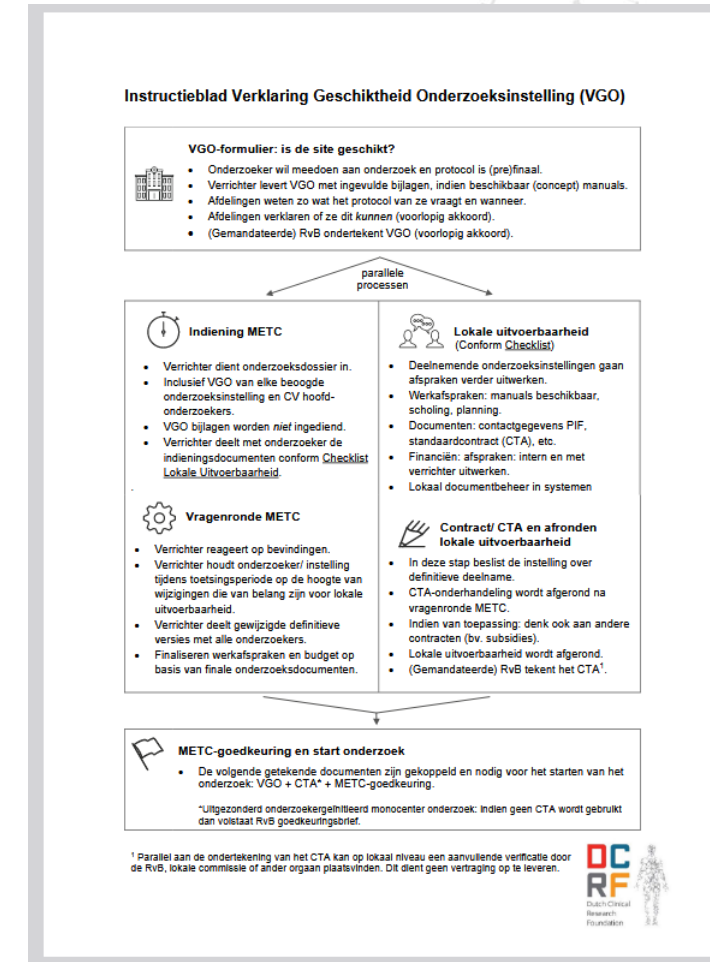 Instructieblad Verklaring Geschiktheid Onderzoeksinstelling (VGO)
VGO-formulier: is de site geschikt?
• Onderzoeker wil meedoen aan onderzoek en protocol is (pre)finaal.
• Verrichter levert VGO met ingevulde bijlagen, indien beschikbaar (concept) manuals.
• Afdelingen weten zo wat het protocol van ze vraagt en wanneer.
• Afdelingen verklaren of ze dit kunnen (voorlopig akkoord).
• (Gemandateerde) RvB ondertekent VGO (voorlopig akkoord).
parallele
processen
Indiening METC
• Verrichter dient onderzoeksdossier in.
• Inclusief VGO van elke beoogde
onderzoeksinstelling en CV hoofd-
onderzoekers.
• VGO bijlagen worden niet ingediend.
• Verrichter deelt met onderzoeker de
indieningsdocumenten conform Checklist
Lokale Uitvoerbaarheid.
.
Vragenronde METC
• Verrichter reageert op bevindingen.
• Verrichter houdt onderzoeker/ instelling
tijdens toetsingsperiode op de hoogte van
wijzigingen die van belang zijn voor lokale
uitvoerbaarheid.
• Verrichter deelt gewijzigde definitieve
versies met alle onderzoekers.
• Finaliseren werkafspraken en budget op
basis van finale onderzoeksdocumenten.
Lokale uitvoerbaarheid
(Conform Checklist)
• Deelnemende onderzoeksinstellingen gaan
afspraken verder uitwerken.
• Werkafspraken: manuals beschikbaar,
scholing, planning.
• Documenten: contactgegevens PIF,
standaardcontract (CTA), etc.
• Financiën: afspraken: intern en met
verrichter uitwerken.
• Lokaal documentbeheer in systemen
Contract/ CTA en afronden
lokale uitvoerbaarheid
• In deze stap beslist de instelling over
definitieve deelname.
• CTA-onderhandeling wordt afgerond na
vragenronde METC.
• Indien van toepassing: denk ook aan andere
contracten (bv. subsidies).
• Lokale uitvoerbaarheid wordt afgerond.
• (Gemandateerde) RvB tekent het CTA¹.
METC-goedkeuring en start onderzoek
• De volgende getekende documenten zijn gekoppeld en nodig voor het starten van het
onderzoek: VGO + CTA* + METC-goedkeuring.
*Uitgezonderd onderzoekergeïnitieerd monocenter onderzoek: indien geen CTA wordt gebruikt
dan volstaat RvB goedkeuringsbrief.
¹ Parallel aan de ondertekening van het CTA kan op lokaal niveau een aanvullende verificatie door
de RvB, lokale commissie of ander orgaan plaatsvinden. Dit dient geen vertraging op te leveren.
DC
RF
Dutch Clinical
Research
Foundation